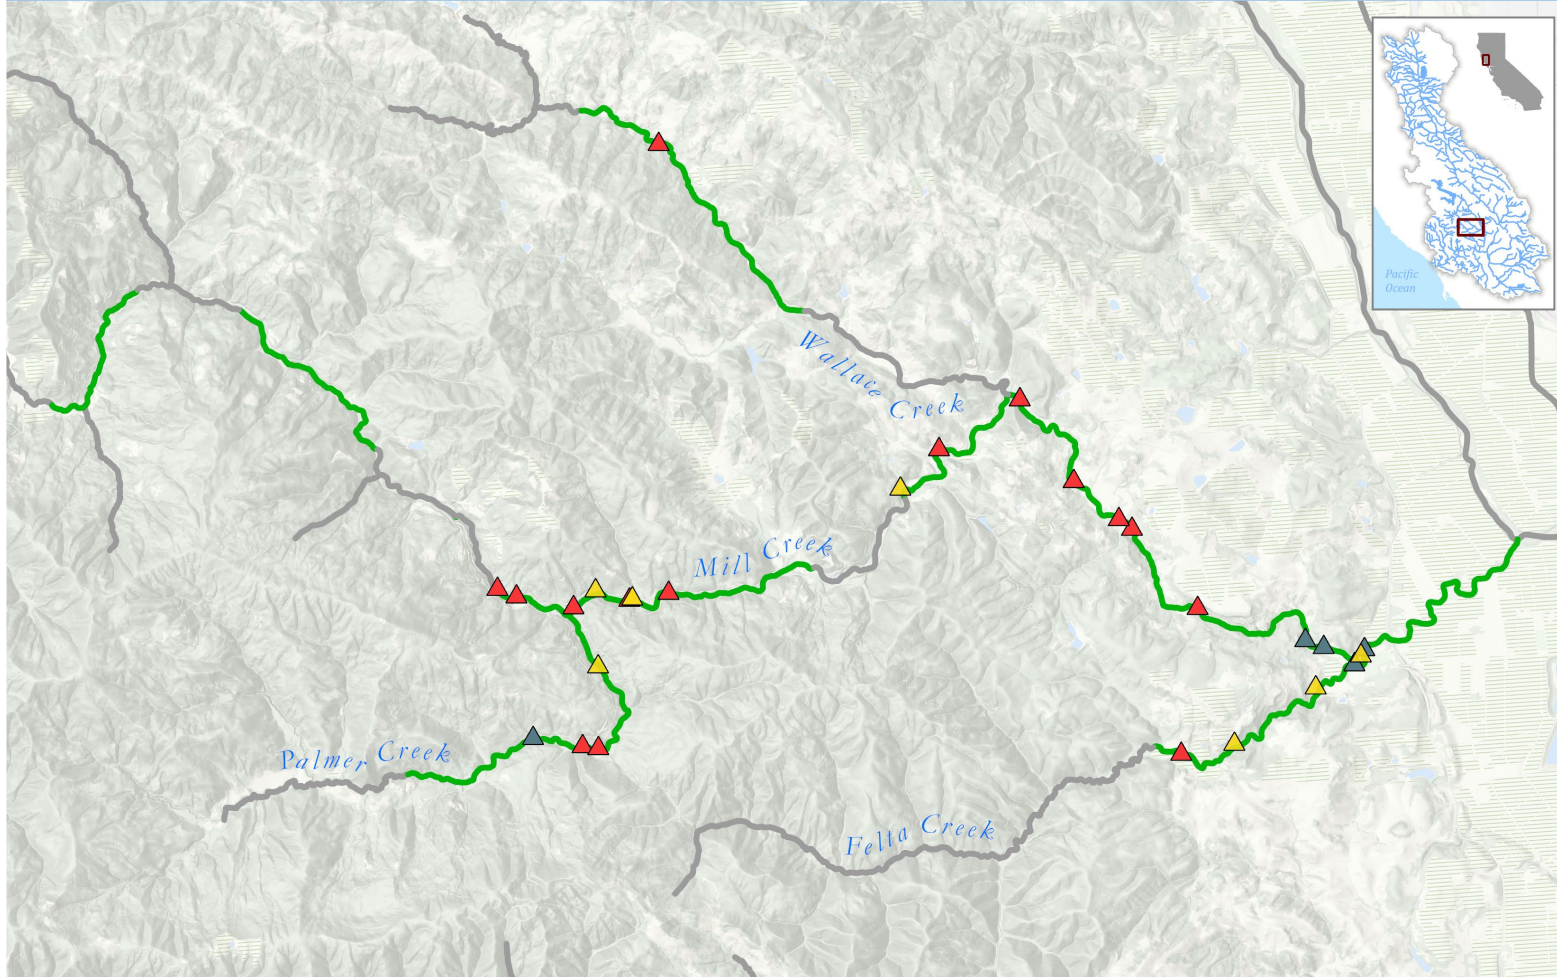 Pacific
Ocean
Wallace
Creek
Mill Creek
Palmer Creek
Felta Creek